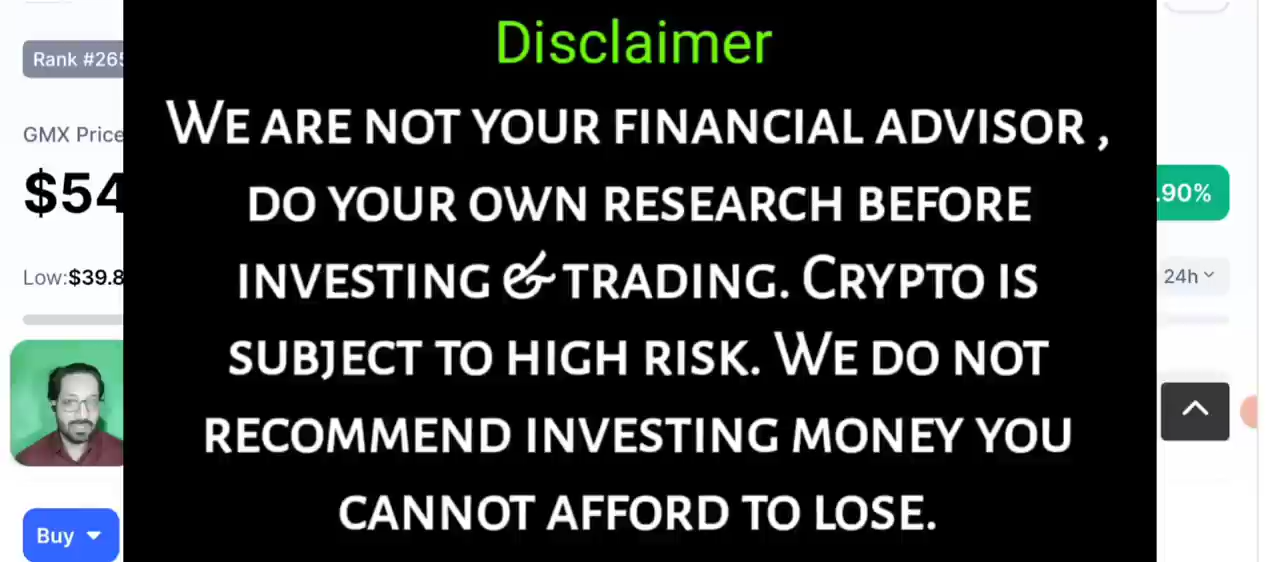 Disclaimer
Rank #265
WE ARE NOT YOUR FINANCIAL ADVISOR ,
GMX Price
$54
DO YOUR OWN RESEARCH BEFORE
.90%
INVESTING & TRADING. CRYPTO IS
Low:$39.8
24h
SUBJECT TO HIGH RISK. WE DO NOT
RECOMMEND INVESTING MONEY YOU
CANNOT AFFORD TO LOSE.
Buy